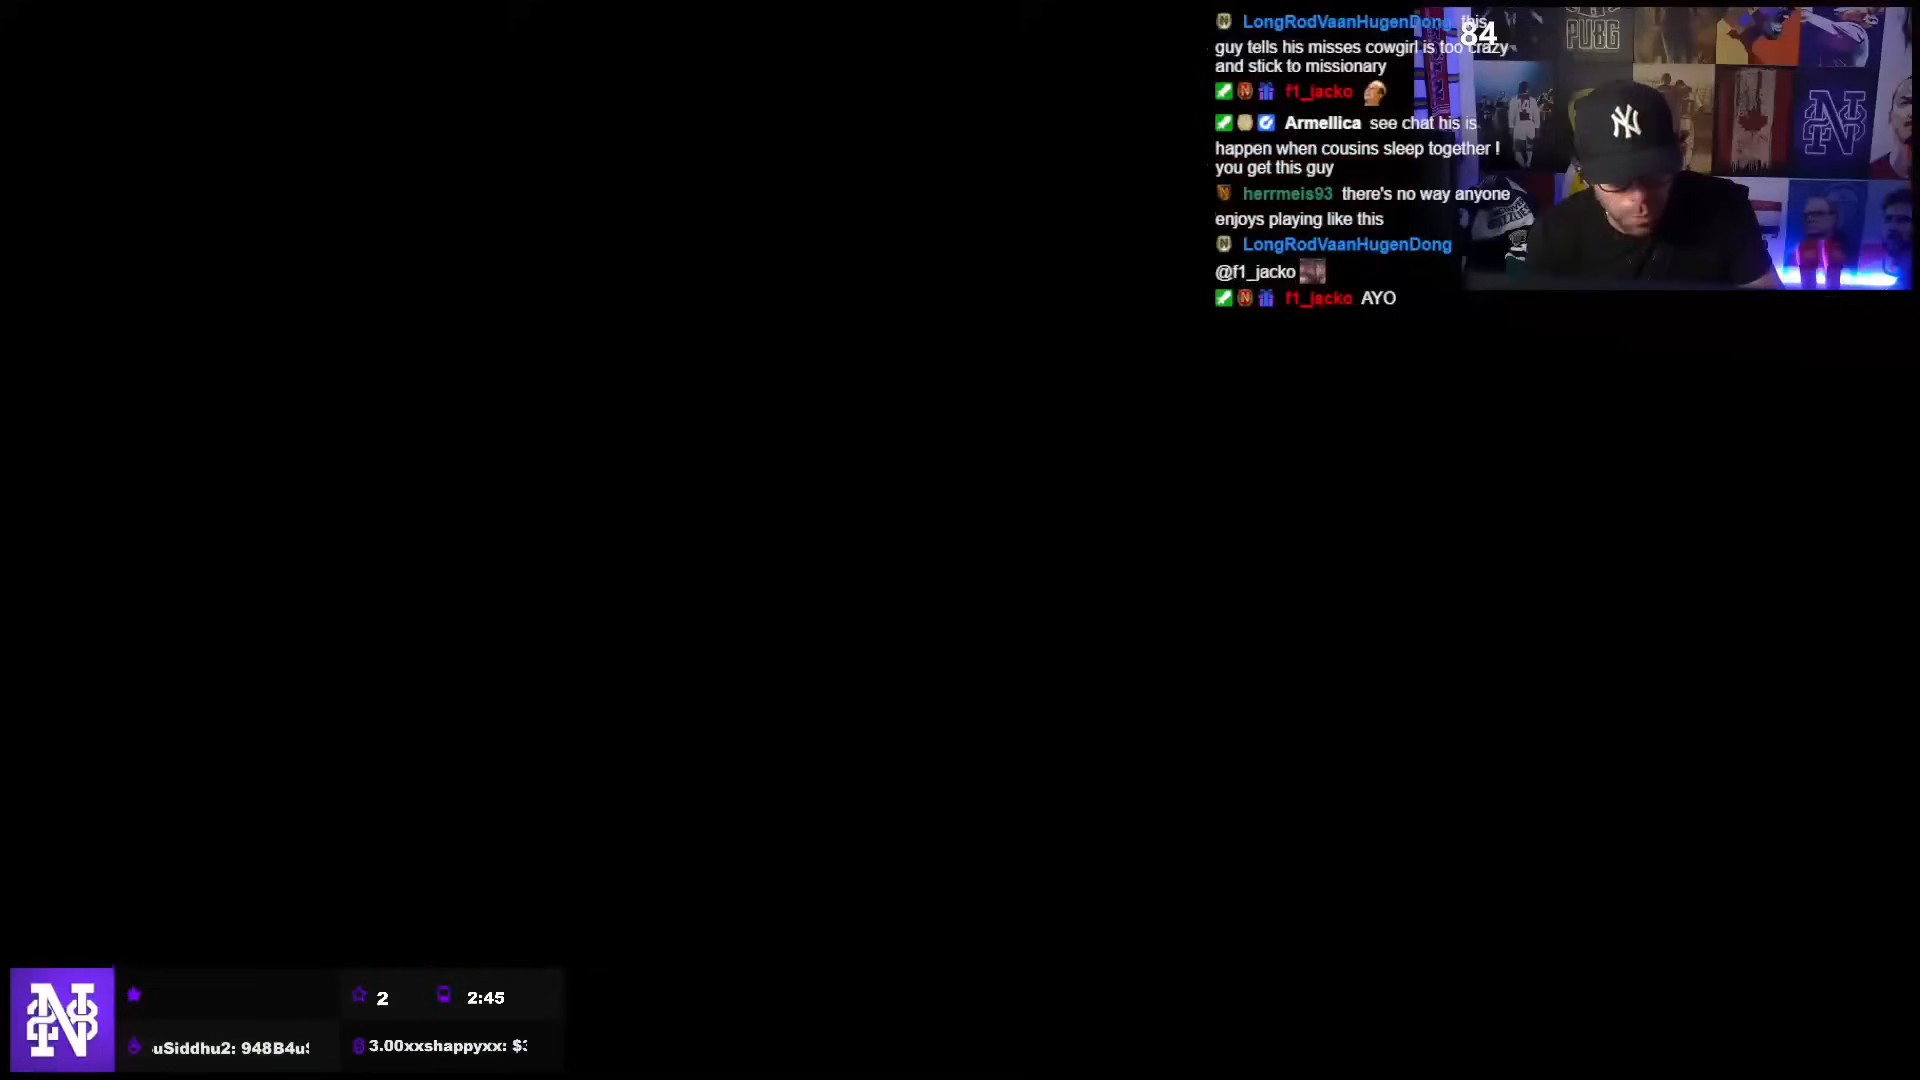 LongRodVaanHugenDong this
guy tells his misses cowgirl is too crazy
and stick to missionary
84
PUBG
f1_jacko
Armellica see chat his is
happen when cousins sleep together !
you get this guy
herrmeis93 there's no way anyone
enjoys playing like this
LongRodVaanHugenDong
@f1_jacko
f1_jacko AYO
NY
2 2:45
uSiddhu2: 948B4u
3.00xxshappyxx: $